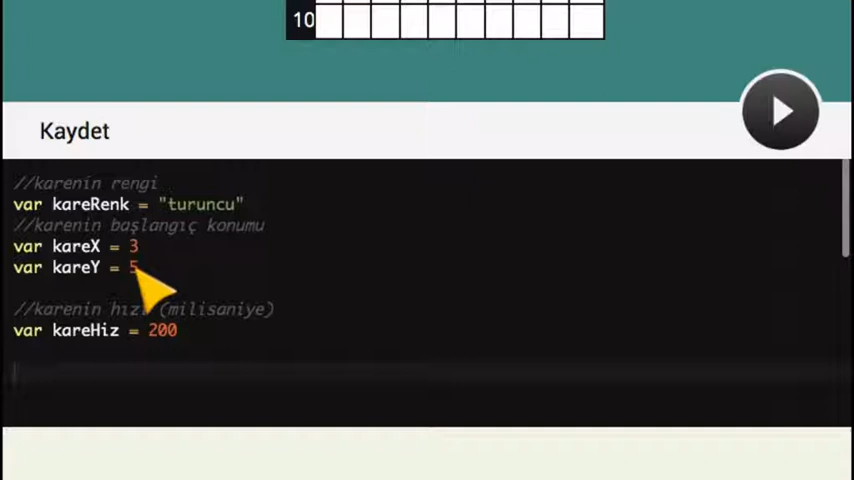 10
Kaydet
//karenin rengi
var kareRenk = "turuncu"
//karenin başlangıç konumu
var kareX = 3
var kareY = 5
//karenin hızı (milisaniye)
var kareHiz = 200